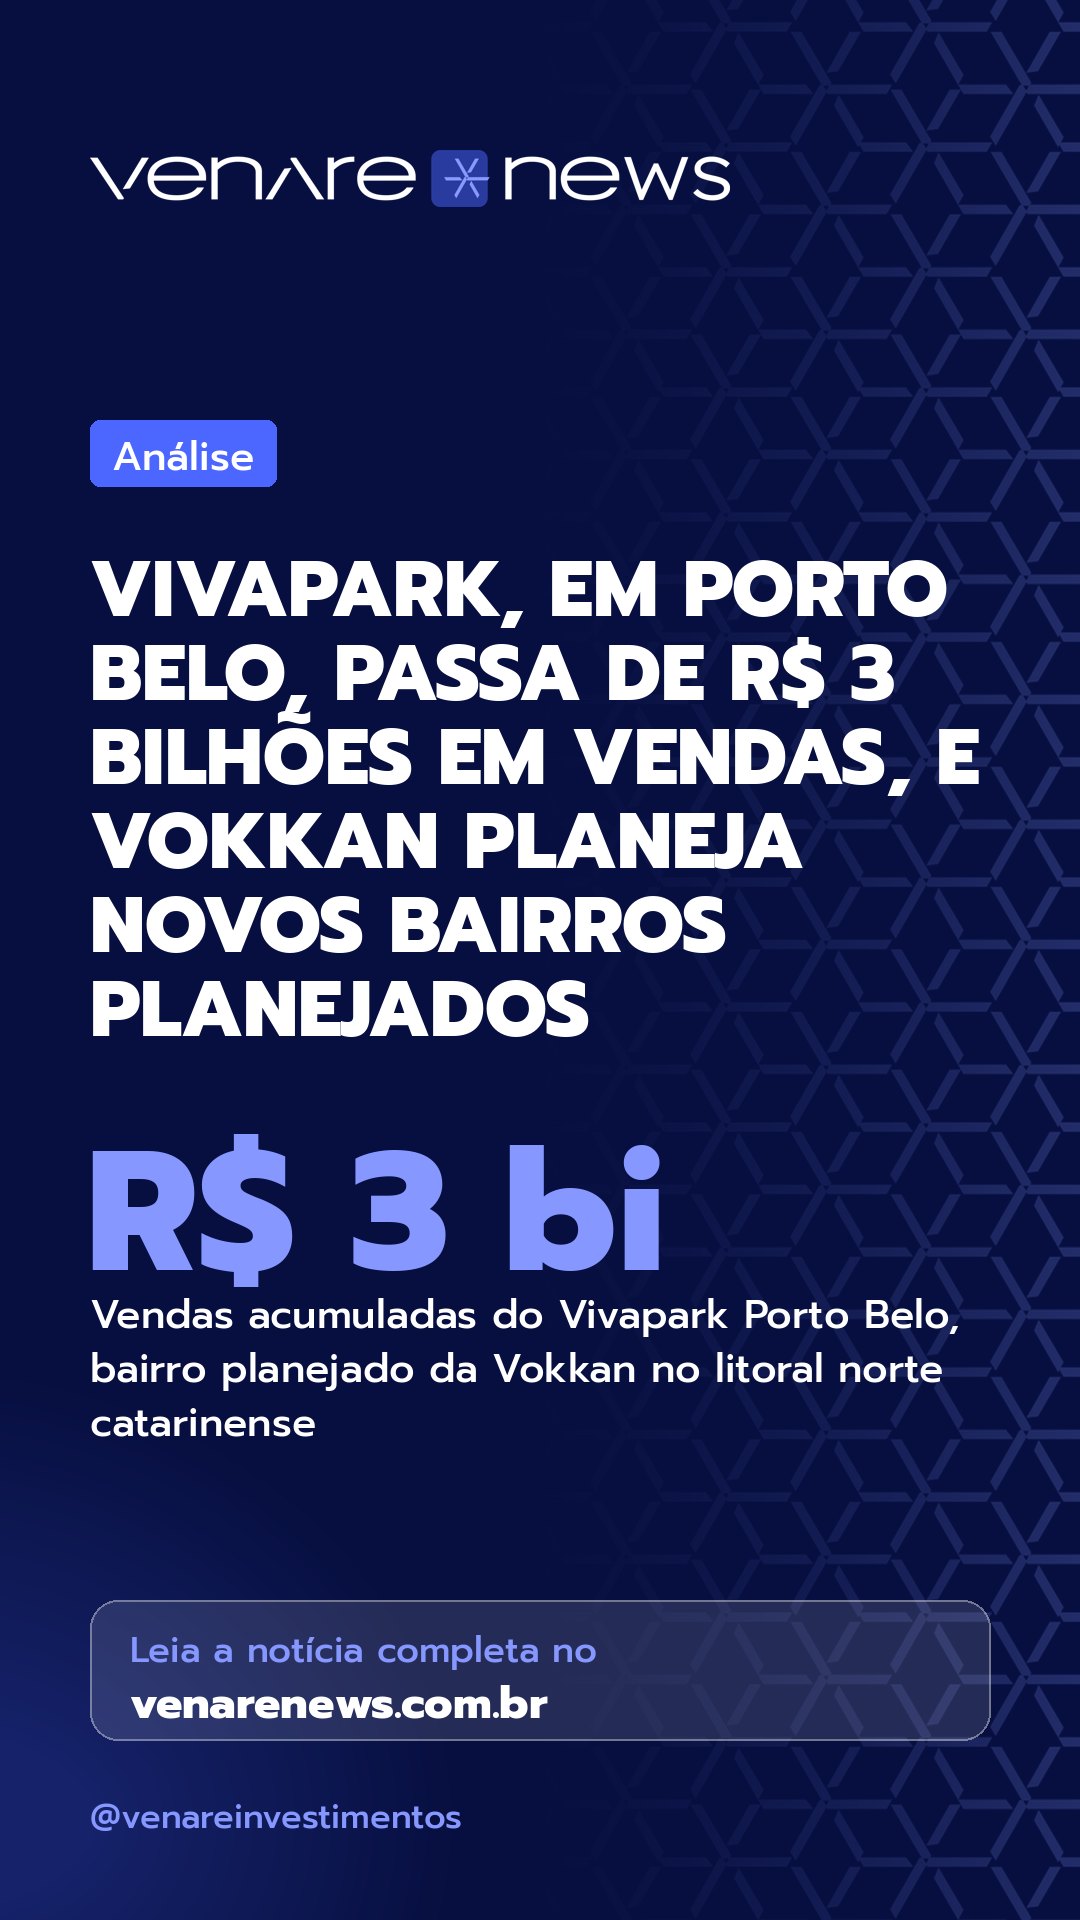 venare news
Análise
VIVAPARK, EM PORTO
BELO, PASSA DE R$ 3
BILHÕES EM VENDAS, E
VOKKAN PLANEJA
NOVOS BAIRROS
PLANEJADOS
R$ 3 bi
Vendas acumuladas do Vivapark Porto Belo,
bairro planejado da Vokkan no litoral norte
catarinense
Leia a notícia completa no
venarenews.com.br
@venareinvestimentos